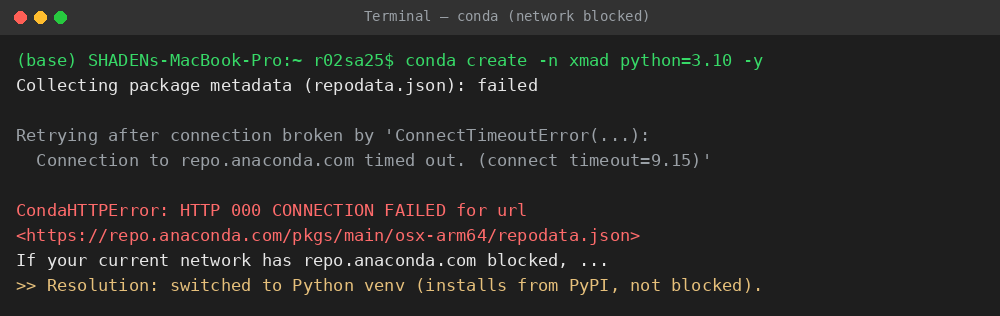 Terminal — conda (network blocked)
(base) SHADENs-MacBook-Pro:~ r02sa25$ conda create -n xmad python=3.10 -y
Collecting package metadata (repodata.json): failed
Retrying after connection broken by 'ConnectTimeoutError(...):
  Connection to repo.anaconda.com timed out. (connect timeout=9.15)'
CondaHTTPError: HTTP 000 CONNECTION FAILED for url
<https://repo.anaconda.com/pkgs/main/osx-arm64/repodata.json>
If your current network has repo.anaconda.com blocked, ...
>> Resolution: switched to Python venv (installs from PyPI, not blocked).